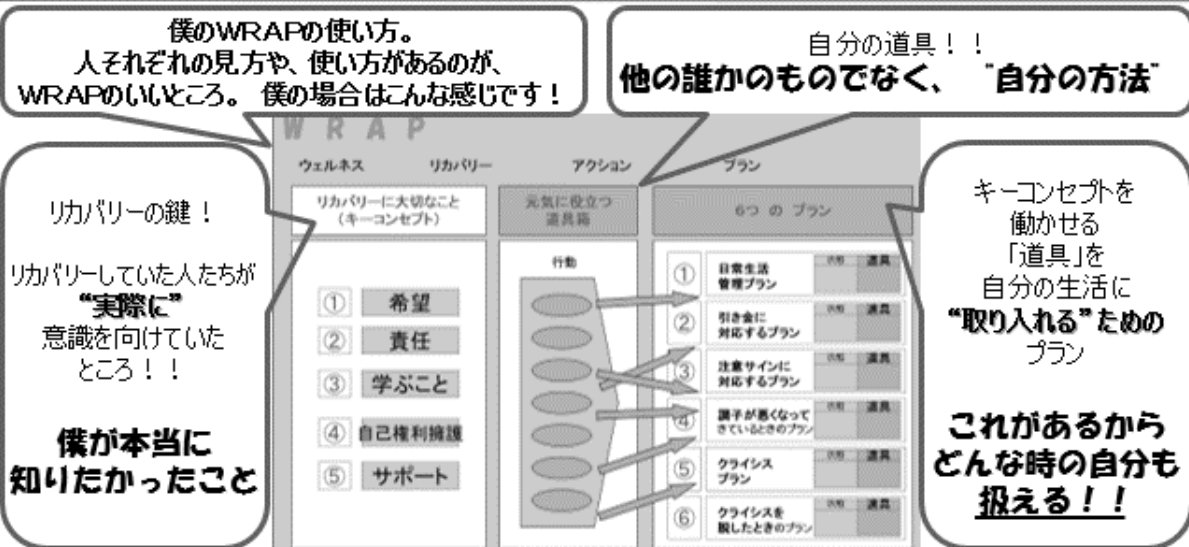 僕のWRAPの使い方。
人それぞれの見方や、使い方があるのが、
WRAPのいいところ。 僕の場合はこんな感じです！
自分の道具！！
他の誰かのものでなく、 “自分の方法”
WRAP
ウェルネス リカバリー アクション プラン
リカバリーの鍵！
リカバリーしていた人たちが
“実際に”
意識を向けていた
ところ！！
僕が本当に
知りたかったこと
リカバリーに大切なこと
（キーコンセプト）
① 希望
② 責任
③ 学ぶこと
④ 自己権利擁護
⑤ サポート
元気に役立つ
道具箱
行動
6つ の プラン
① 日常生活
管理プラン
状態 道具
② 引き金に
対応するプラン
状態 道具
③ 注意サインに
対応するプラン
状態 道具
④ 調子が悪くなって
きているときのプラン
状態 道具
⑤ クライシス
プラン
状態 道具
⑥ クライシスを
脱したときのプラン
状態 道具
キーコンセプトを
働かせる
「道具」を
自分の生活に
“取り入れる”ための
プラン
これがあるから
どんな時の自分も
扱える！！